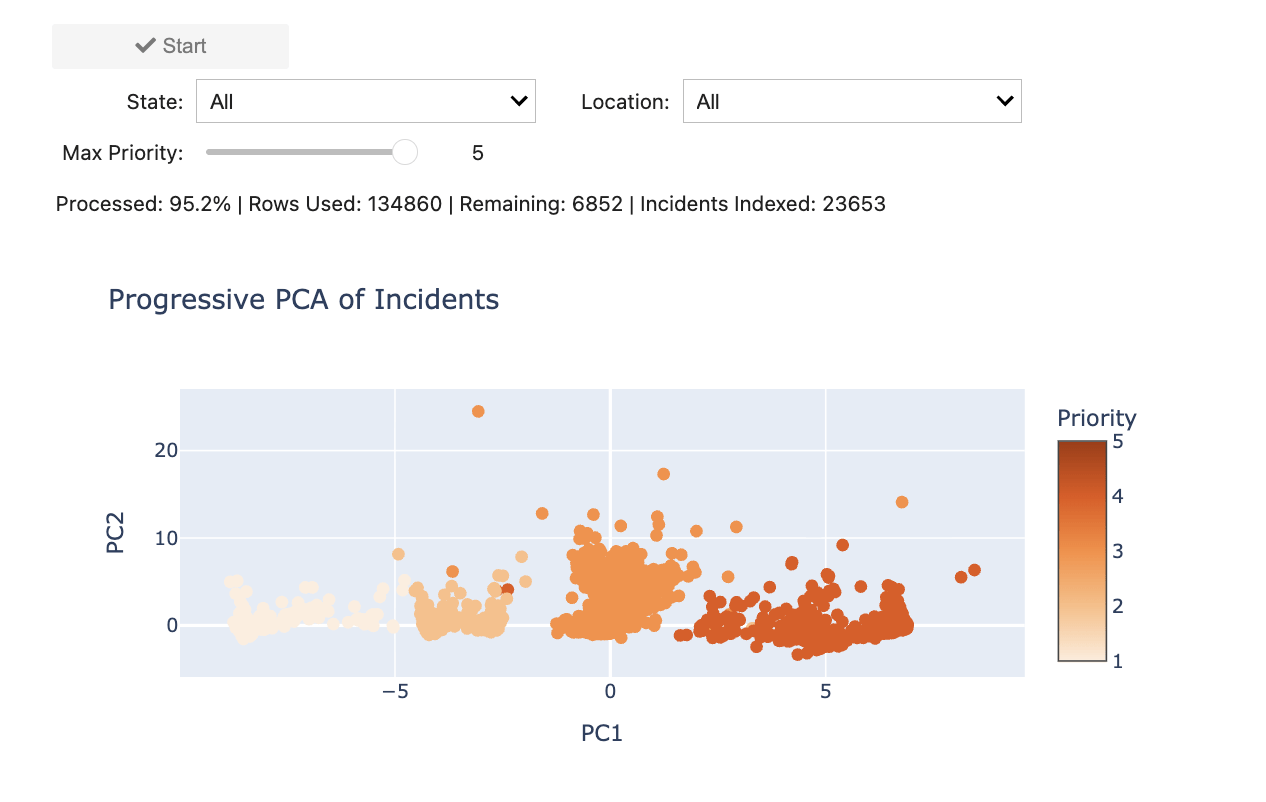 ✔ Start
State: All Location: All
Max Priority: 5
Processed: 95.2% | Rows Used: 134860 | Remaining: 6852 | Incidents Indexed: 23653
Progressive PCA of Incidents
Priority
5
4
3
2
1
PC2
20
10
0
−5 0 5
PC1